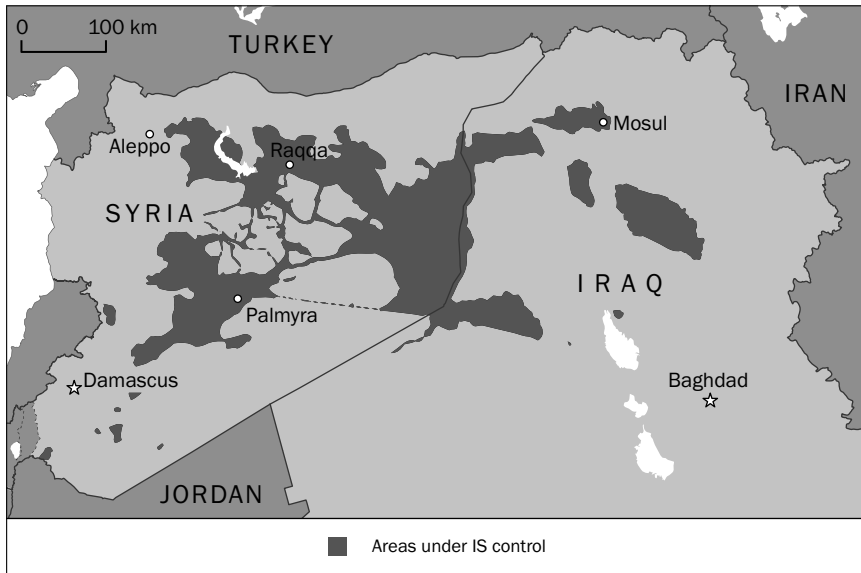 0 100 km
TURKEY
IRAN
Mosul
Aleppo
Raqqa
SYRIA
IRAQ
Palmyra
Damascus
Baghdad
JORDAN
Areas under IS control